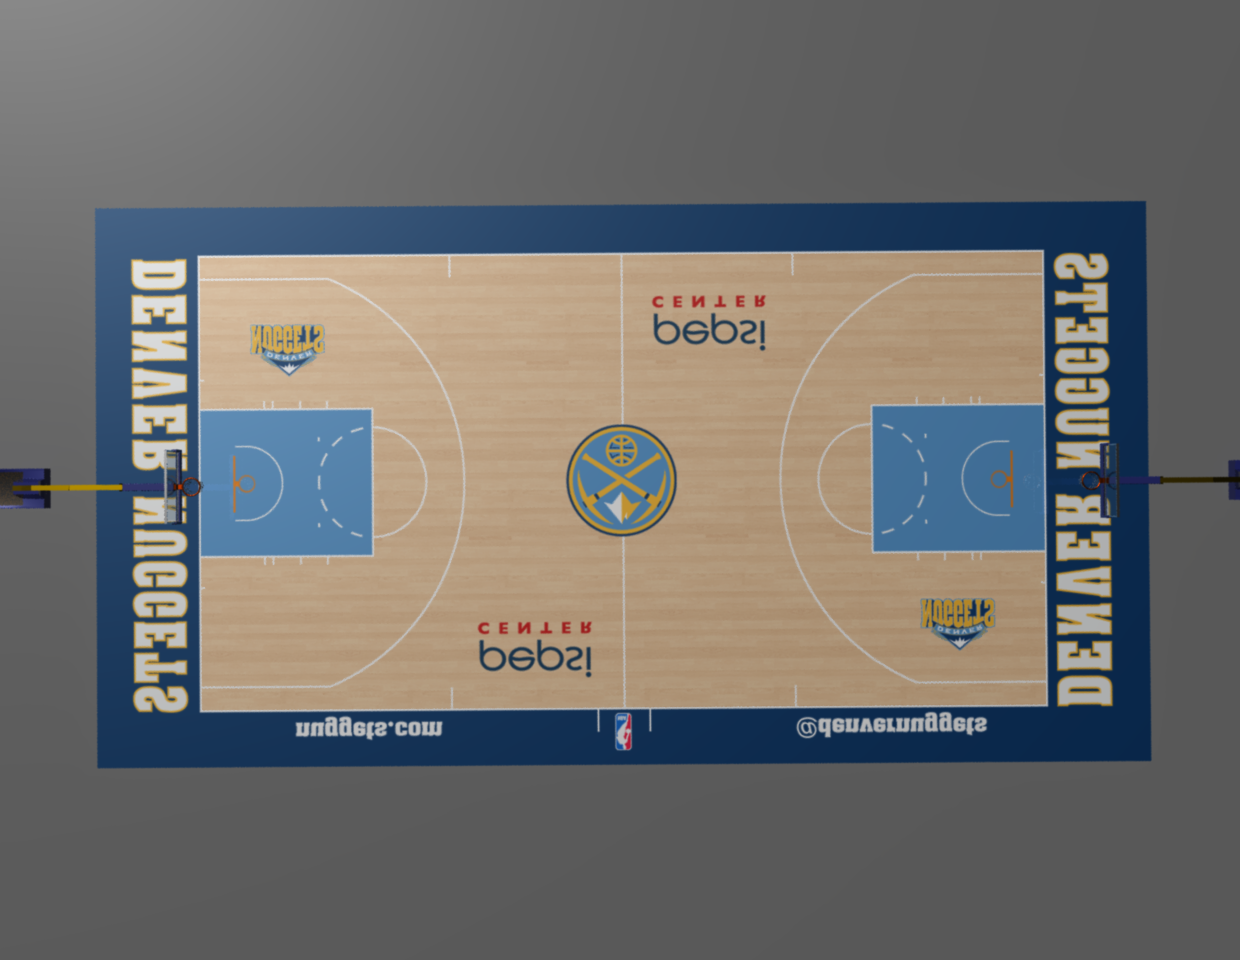 DENVER NUGGETS
NUGGETS
DENVER
CENTER
pepsi
DENVER NUGGETS
CENTER
pepsi
NUGGETS
DENVER
nuggets.com
@denvernuggets